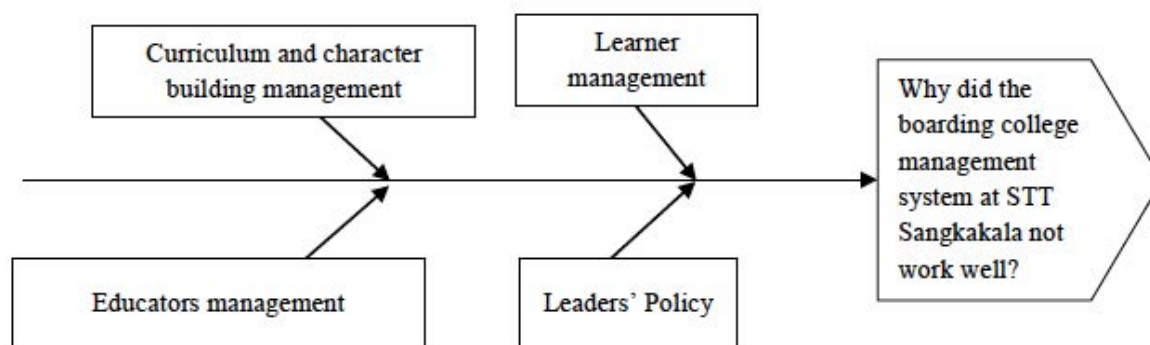 Curriculum and character
building management
Learner
management
Why did the
boarding college
management
system at STT
Sangkakala not
work well?
Educators management
Leaders’ Policy